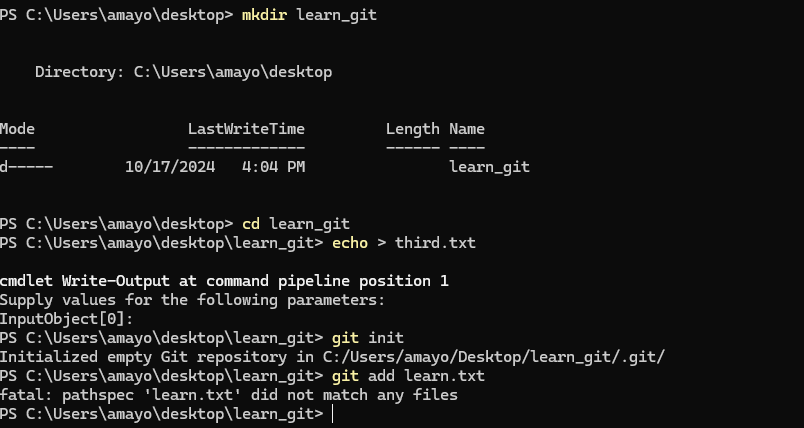 PS C:\Users\amayo\desktop> mkdir learn_git
Directory: C:\Users\amayo\desktop
Mode                 LastWriteTime         Length Name
----                 -------------         ------ ----
d-----        10/17/2024   4:04 PM                learn_git
PS C:\Users\amayo\desktop> cd learn_git
PS C:\Users\amayo\desktop\learn_git> echo > third.txt
cmdlet Write-Output at command pipeline position 1
Supply values for the following parameters:
InputObject[0]:
PS C:\Users\amayo\desktop\learn_git> git init
Initialized empty Git repository in C:/Users/amayo/Desktop/learn_git/.git/
PS C:\Users\amayo\desktop\learn_git> git add learn.txt
fatal: pathspec 'learn.txt' did not match any files
PS C:\Users\amayo\desktop\learn_git>